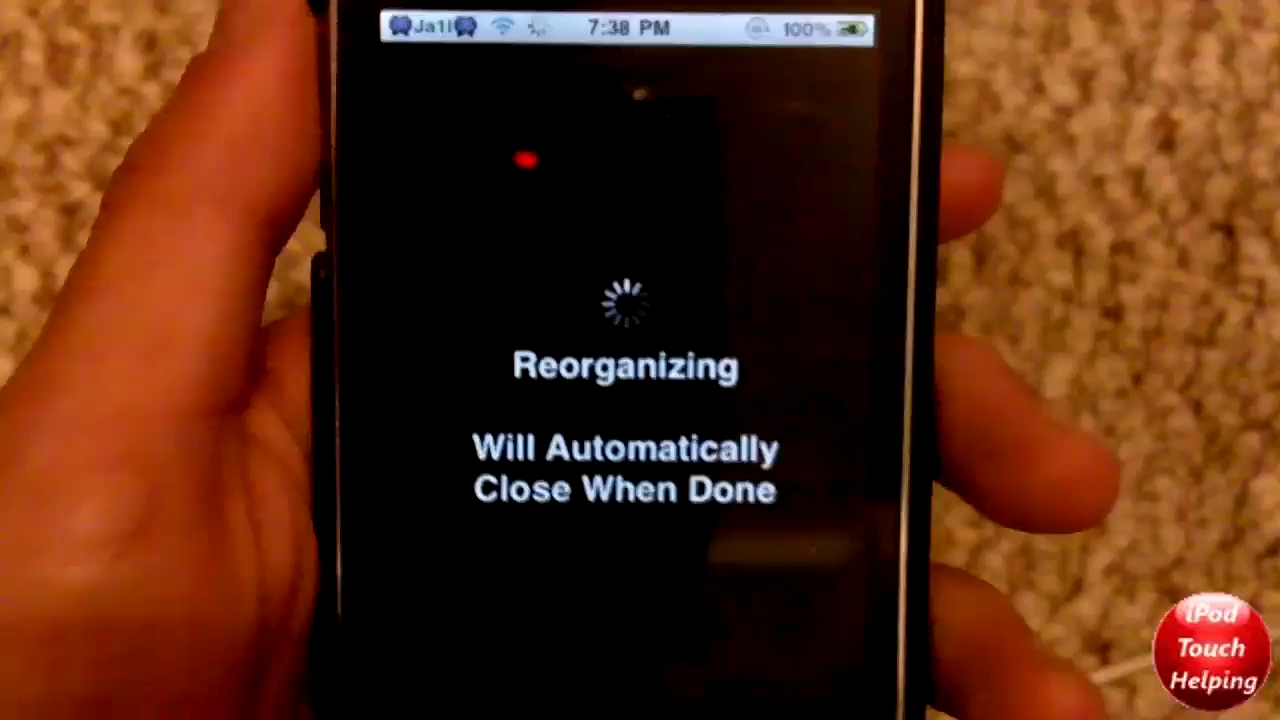 7:38 PM
100%
Reorganizing
Will Automatically
Close When Done
iPod
Touch
Helping